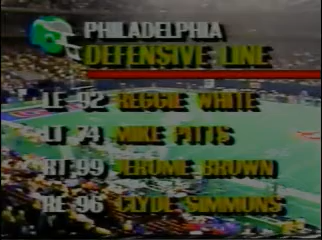 PHILADELPHIA
DEFENSIVE LINE
LE 92 REGGIE WHITE
LT 74 MIKE PITTS
RT 99 JEROME BROWN
RE 96 CLYDE SIMMONS